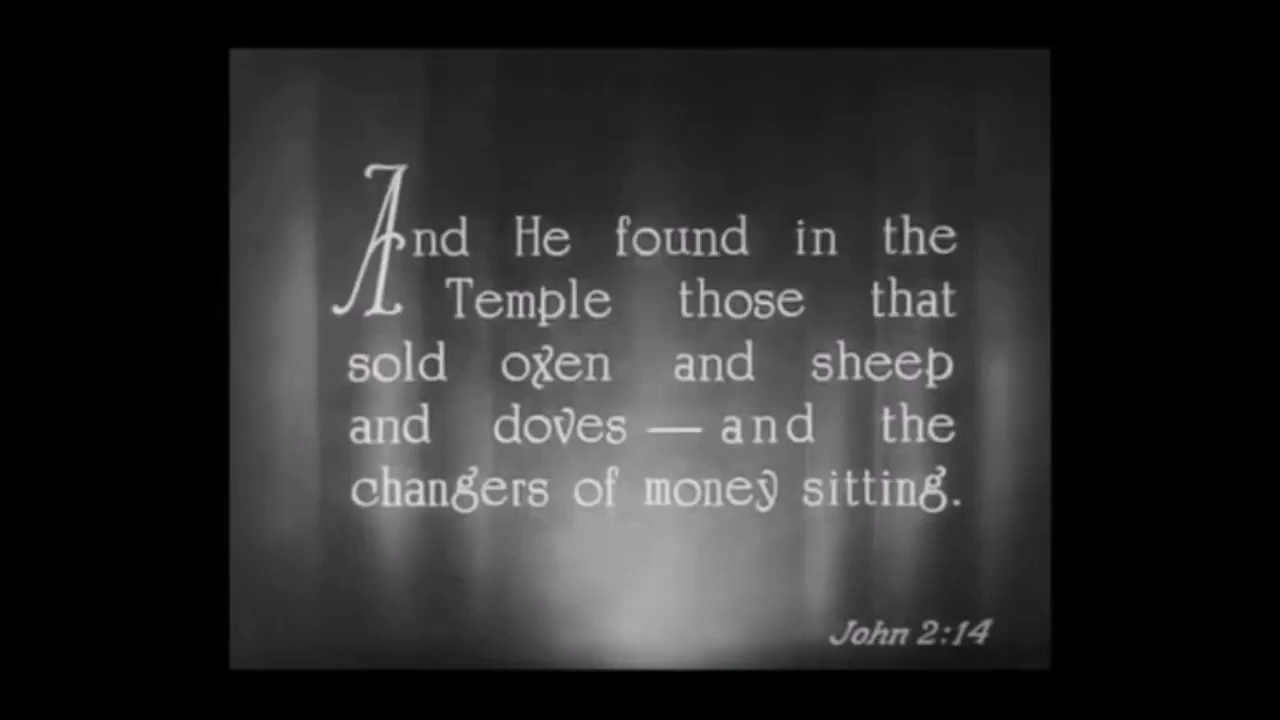 And He found in the
Temple those that
sold oxen and sheep
and doves — and the
changers of money sitting.
John 2:14